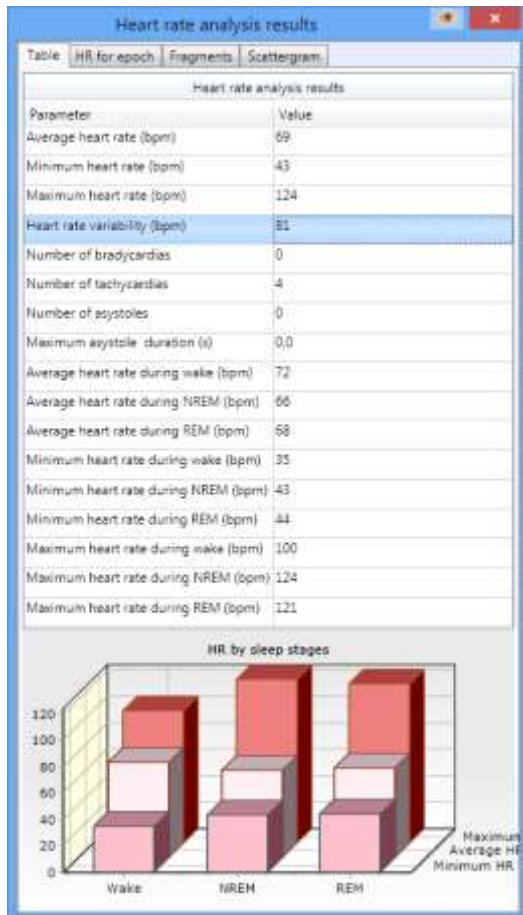 Heart rate analysis results
Table HR for epoch Fragments Scattergram
Heart rate analysis results
Parameter Value
Average heart rate (bpm) 69
Minimum heart rate (bpm) 43
Maximum heart rate (bpm) 124
Heart rate variability (bpm) 81
Number of bradycardias 0
Number of tachycardias 4
Number of asystoles 0
Maximum asystole duration (s) 0,0
Average heart rate during wake (bpm) 72
Average heart rate during NREM (bpm) 66
Average heart rate during REM (bpm) 68
Minimum heart rate during wake (bpm) 35
Minimum heart rate during NREM (bpm) 43
Minimum heart rate during REM (bpm) 44
Maximum heart rate during wake (bpm) 100
Maximum heart rate during NREM (bpm) 124
Maximum heart rate during REM (bpm) 121
HR by sleep stages
120
100
80
60
40
20
0
Wake NREM REM
Maximun
Average HF
Minimum HR